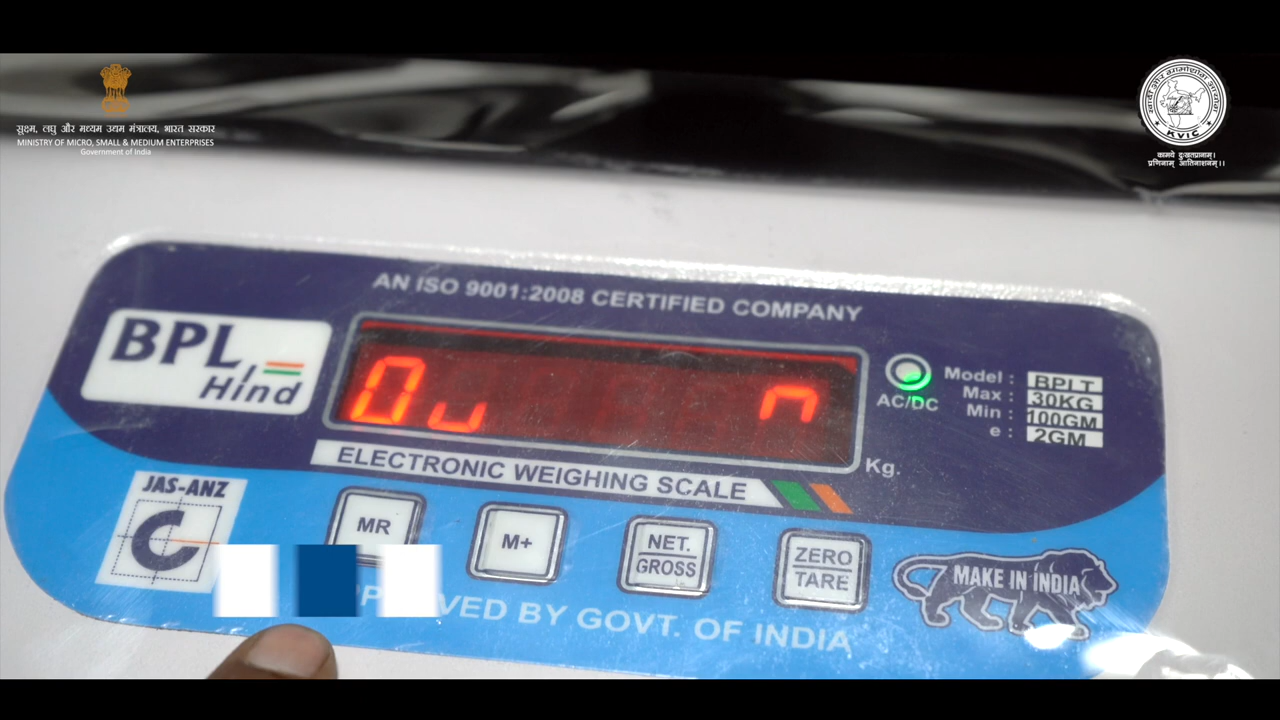 सूक्ष्म, लघु और मध्यम उद्यम मंत्रालय, भारत सरकार
MINISTRY OF MICRO, SMALL & MEDIUM ENTERPRISES
Government of India
KVIC
AN ISO 9001:2008 CERTIFIED COMPANY
BPL
Hind
AC/DC
Model : BPLT
Max : 30KG
Min : 100GM
e : 2GM
Kg.
ELECTRONIC WEIGHING SCALE
JAS-ANZ
C
MR
M+
NET.
GROSS
ZERO
TARE
MAKE IN INDIA
VED BY GOVT. OF INDIA